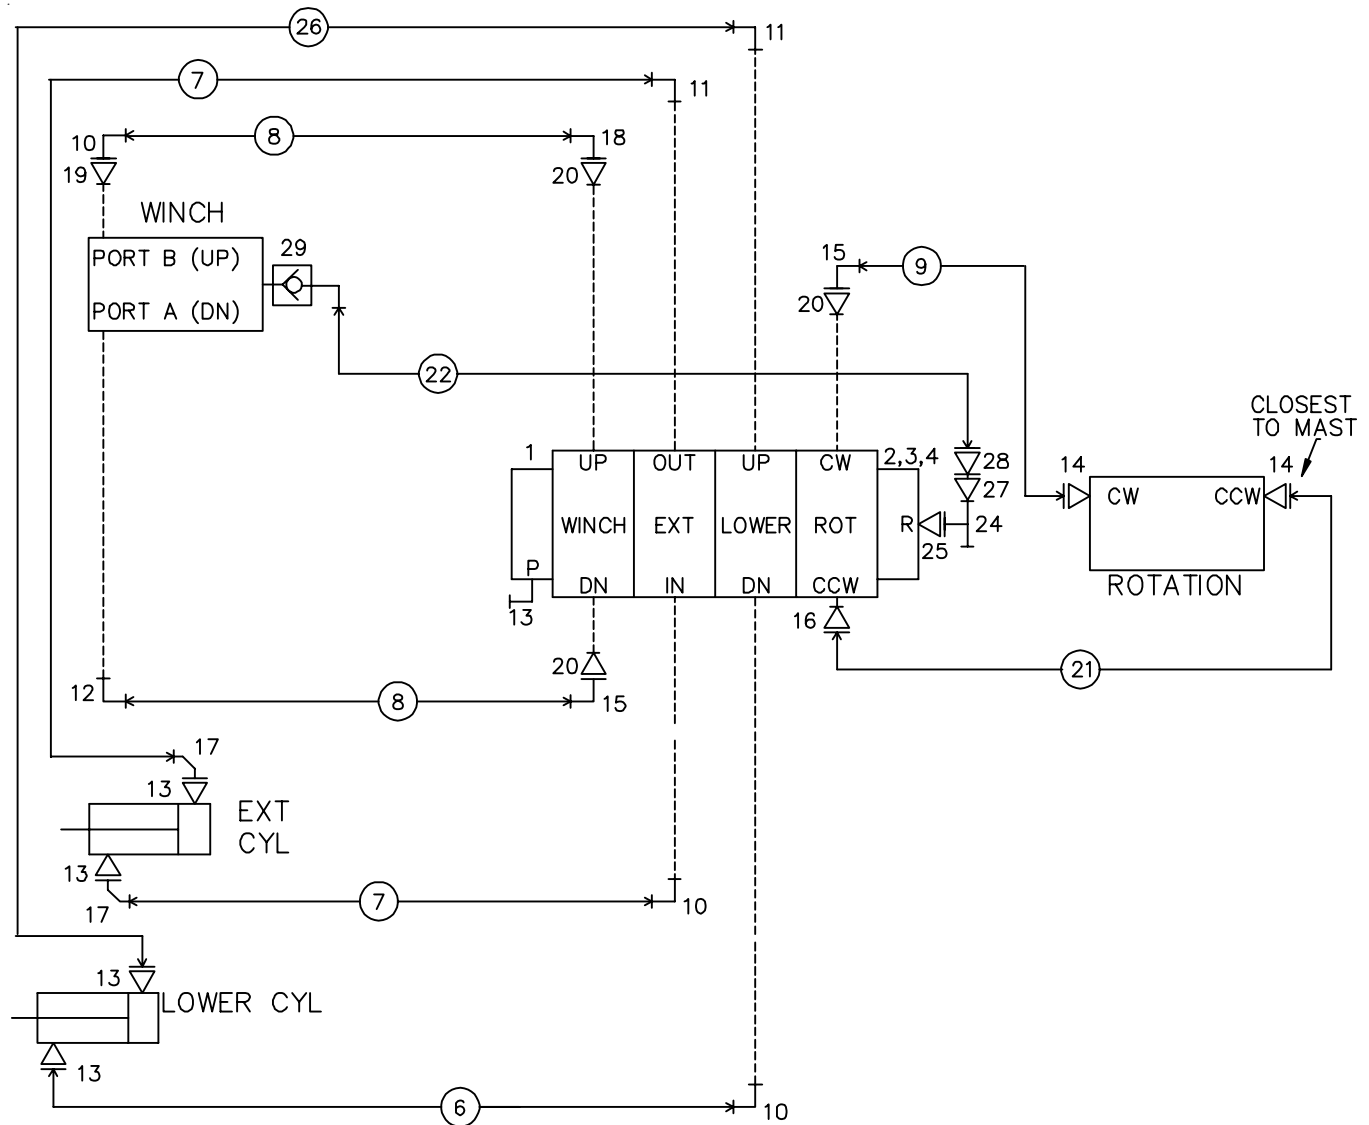 26
11
7
11
10
8
18
19
20
WINCH
PORT B (UP)
29
PORT A (DN)
15
9
20
22
CLOSEST
TO MAST
1
UP
OUT
UP
CW
2,3,4
28
14
14
27
CW
CCW
WINCH
EXT
LOWER
ROT
R
24
25
P
DN
IN
DN
CCW
ROTATION
13
16
20
21
12
8
15
17
13
EXT
CYL
13
17
7
10
13
LOWER CYL
13
6
10